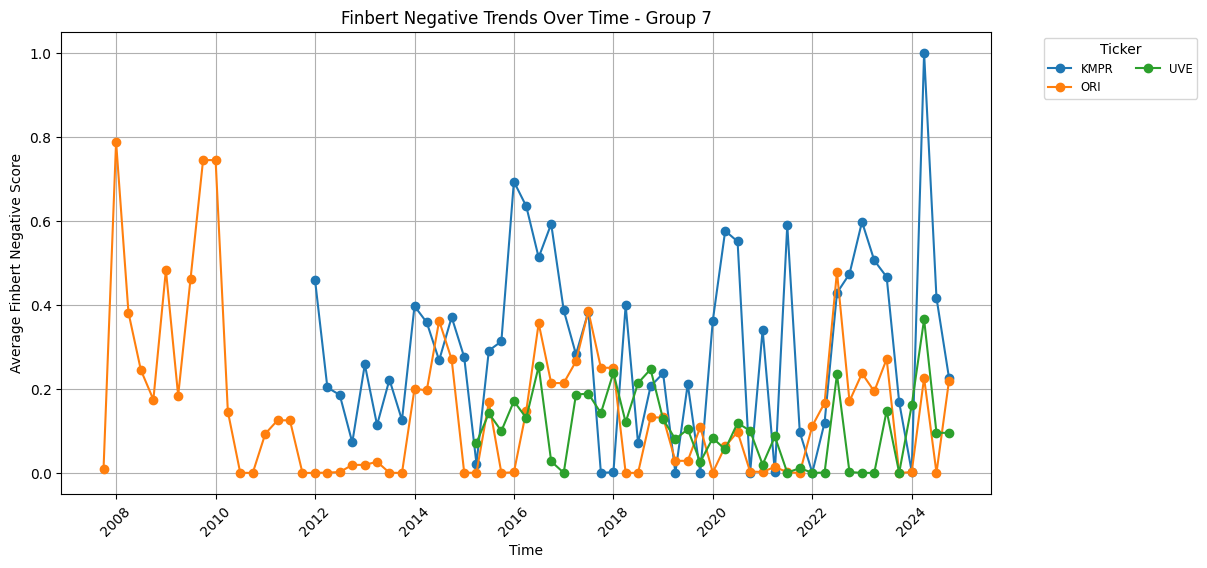 Finbert Negative Trends Over Time - Group 7
Average Finbert Negative Score
1.0
0.8
0.6
0.4
0.2
0.0
2008
2010
2012
2014
2016
2018
2020
2022
2024
Time
Ticker
KMPR
ORI
UVE